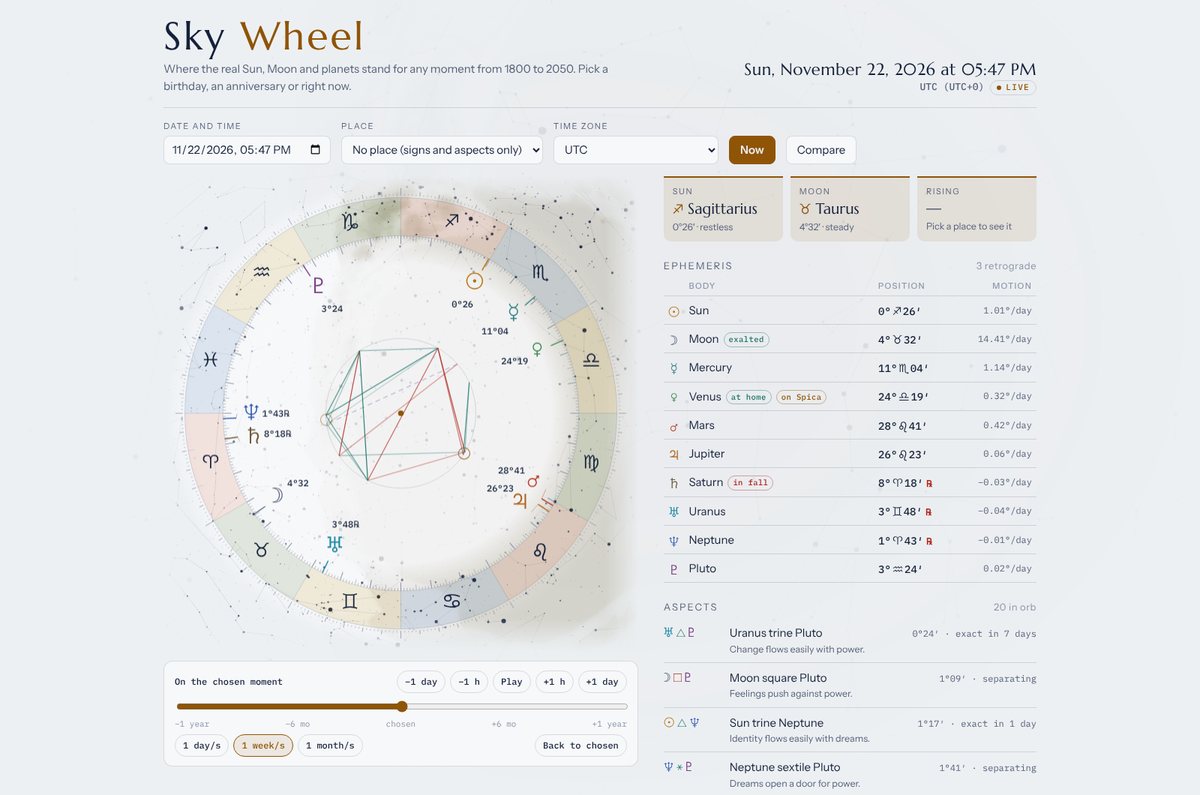 Sky Wheel
Where the real Sun, Moon and planets stand for any moment from 1800 to 2050. Pick a
birthday, an anniversary or right now.
Sun, November 22, 2026 at 05:47 PM
UTC (UTC+0) LIVE
DATE AND TIME PLACE TIME ZONE
11/22/2026, 05:47 PM No place (signs and aspects only) UTC Now Compare
♑ ♐
♒ ♏
♓ ♎
♈ ♍
♉ ♌
♊ ♋
♇ 3°24
☉ 0°26
☿ 11°04
♀ 24°19
♆ 1°43℞
♄ 8°18℞
☽ 4°32
♅ 3°48℞
28°41 ♂
26°23 ♃
On the chosen moment −1 day −1 h Play +1 h +1 day
−1 year −6 mo chosen +6 mo +1 year
1 day/s 1 week/s 1 month/s Back to chosen
SUN
♐ Sagittarius
0°26′ · restless
MOON
♉ Taurus
4°32′ · steady
RISING
—
Pick a place to see it
EPHEMERIS 3 retrograde
BODY POSITION MOTION
☉ Sun 0°♐26′ 1.01°/day
☽ Moon exalted 4°♉32′ 14.41°/day
☿ Mercury 11°♏04′ 1.14°/day
♀ Venus at home on Spica 24°♎19′ 0.32°/day
♂ Mars 28°♌41′ 0.42°/day
♃ Jupiter 26°♌23′ 0.06°/day
♄ Saturn in fall 8°♈18′ ℞ −0.03°/day
♅ Uranus 3°♊48′ ℞ −0.04°/day
♆ Neptune 1°♈43′ ℞ −0.01°/day
♇ Pluto 3°♒24′ 0.02°/day
ASPECTS 20 in orb
♅ △ ♇ Uranus trine Pluto 0°24′ · exact in 7 days
Change flows easily with power.
☽ □ ♇ Moon square Pluto 1°09′ · separating
Feelings push against power.
☉ △ ♆ Sun trine Neptune 1°17′ · exact in 1 day
Identity flows easily with dreams.
♆ ⚹ ♇ Neptune sextile Pluto 1°41′ · separating
Dreams open a door for power.